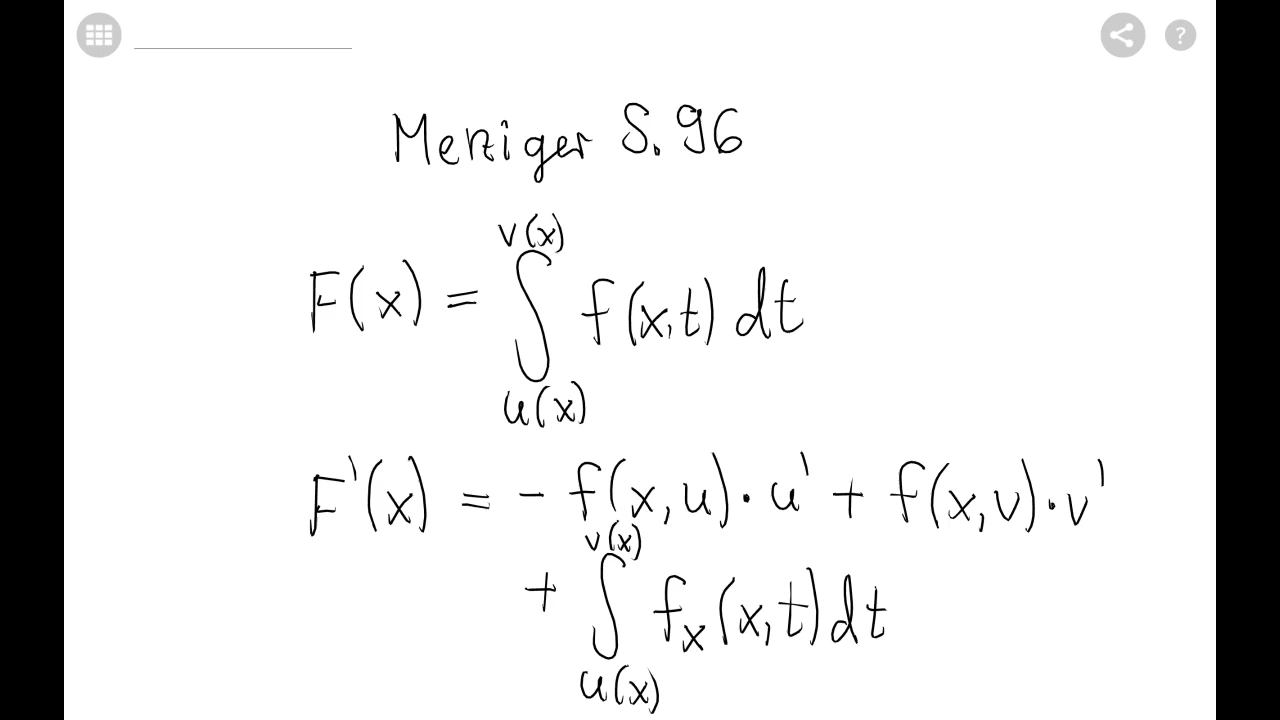 Merziger S. 96
F(x) = ∫_{u(x)}^{v(x)} f(x,t) dt
F'(x) = - f(x,u) · u' + f(x,v) · v'
+ ∫_{u(x)}^{v(x)} f_x(x,t) dt